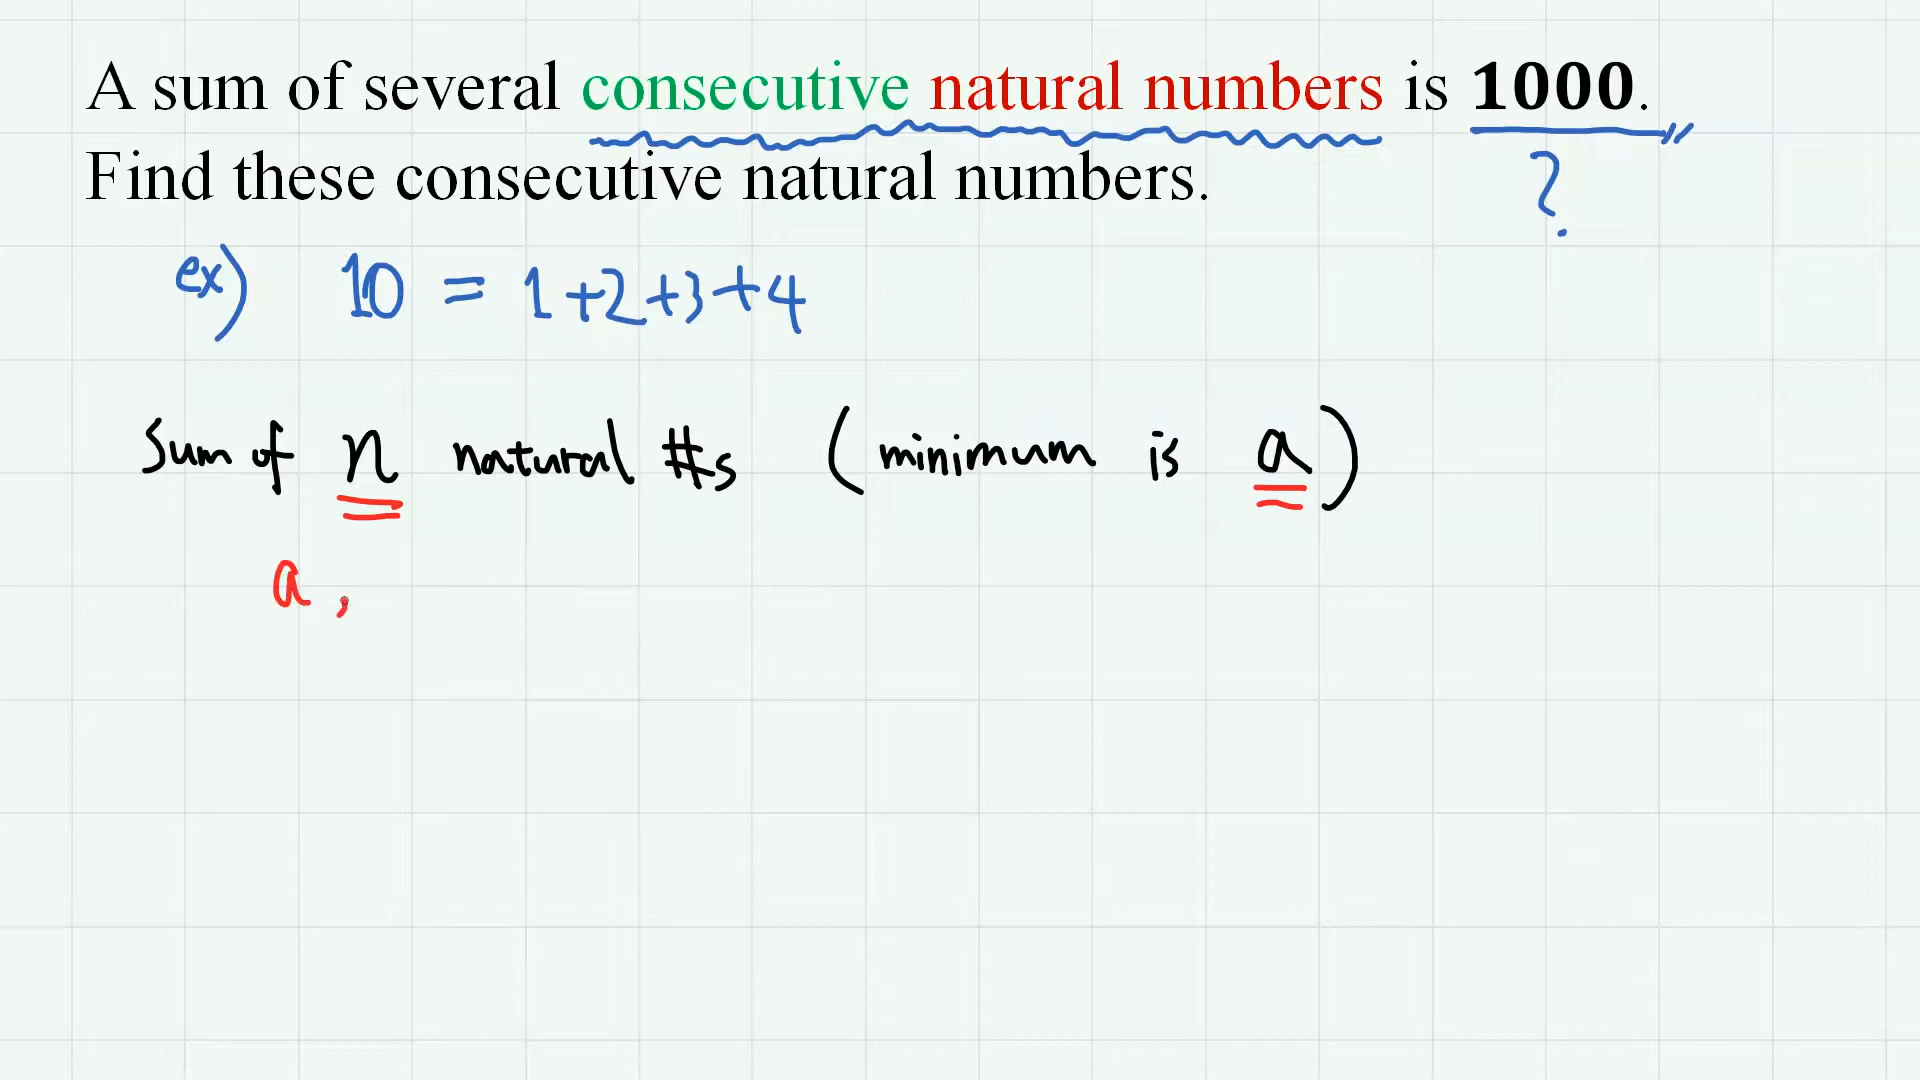 A sum of several consecutive natural numbers is 1000.
Find these consecutive natural numbers.
?
ex) 10 = 1+2+3+4
Sum of n natural #s (minimum is a)
a ,